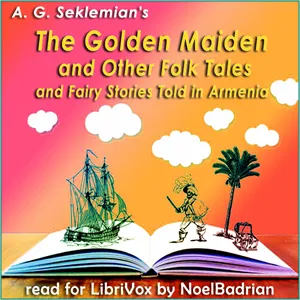 A. G. Seklemian's
The Golden Maiden
and Other Folk Tales
and Fairy Stories Told in Armenia
read for LibriVox by NoelBadrian